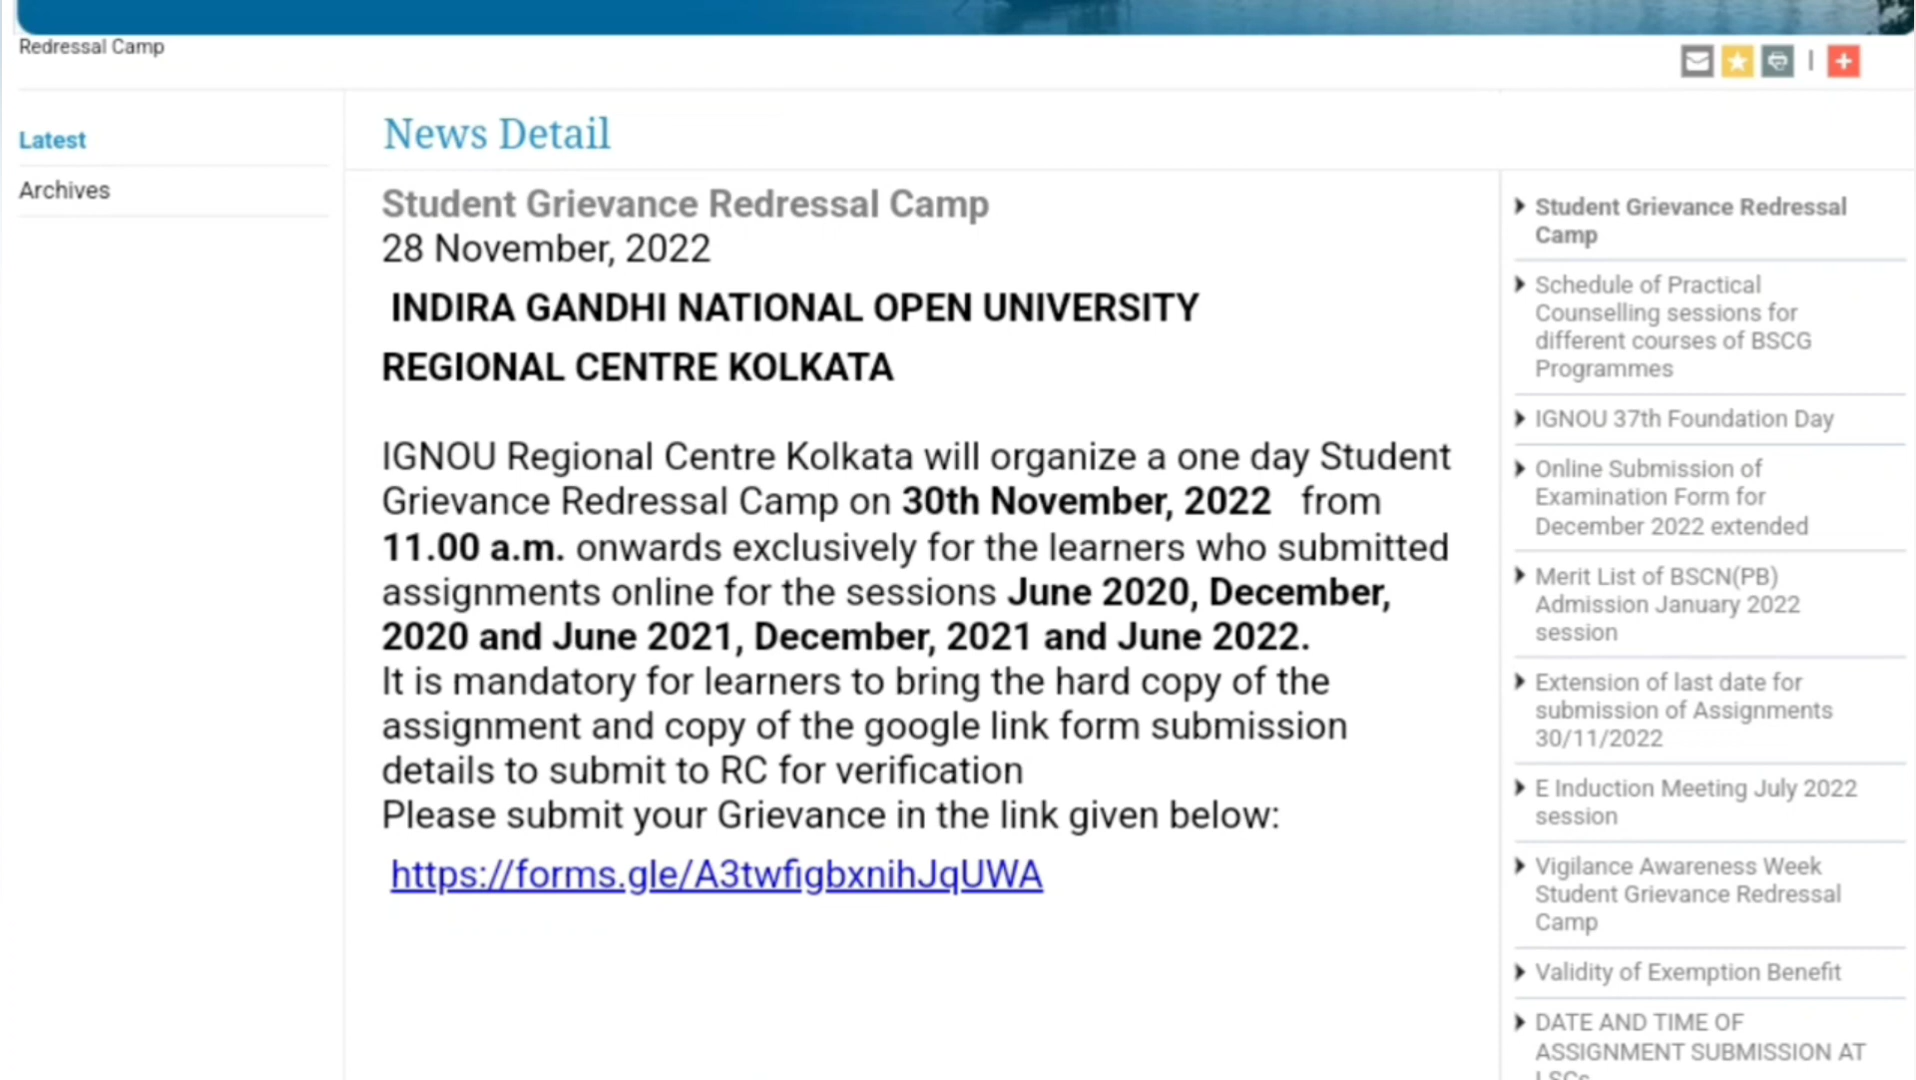 Redressal Camp
Latest
Archives
News Detail
Student Grievance Redressal Camp
28 November, 2022
INDIRA GANDHI NATIONAL OPEN UNIVERSITY
REGIONAL CENTRE KOLKATA
IGNOU Regional Centre Kolkata will organize a one day Student
Grievance Redressal Camp on 30th November, 2022 from
11.00 a.m. onwards exclusively for the learners who submitted
assignments online for the sessions June 2020, December,
2020 and June 2021, December, 2021 and June 2022.
It is mandatory for learners to bring the hard copy of the
assignment and copy of the google link form submission
details to submit to RC for verification
Please submit your Grievance in the link given below:
https://forms.gle/A3twfigbxnihJqUWA
Student Grievance Redressal
Camp
Schedule of Practical
Counselling sessions for
different courses of BSCG
Programmes
IGNOU 37th Foundation Day
Online Submission of
Examination Form for
December 2022 extended
Merit List of BSCN(PB)
Admission January 2022
session
Extension of last date for
submission of Assignments
30/11/2022
E Induction Meeting July 2022
session
Vigilance Awareness Week
Student Grievance Redressal
Camp
Validity of Exemption Benefit
DATE AND TIME OF
ASSIGNMENT SUBMISSION AT
LSCs